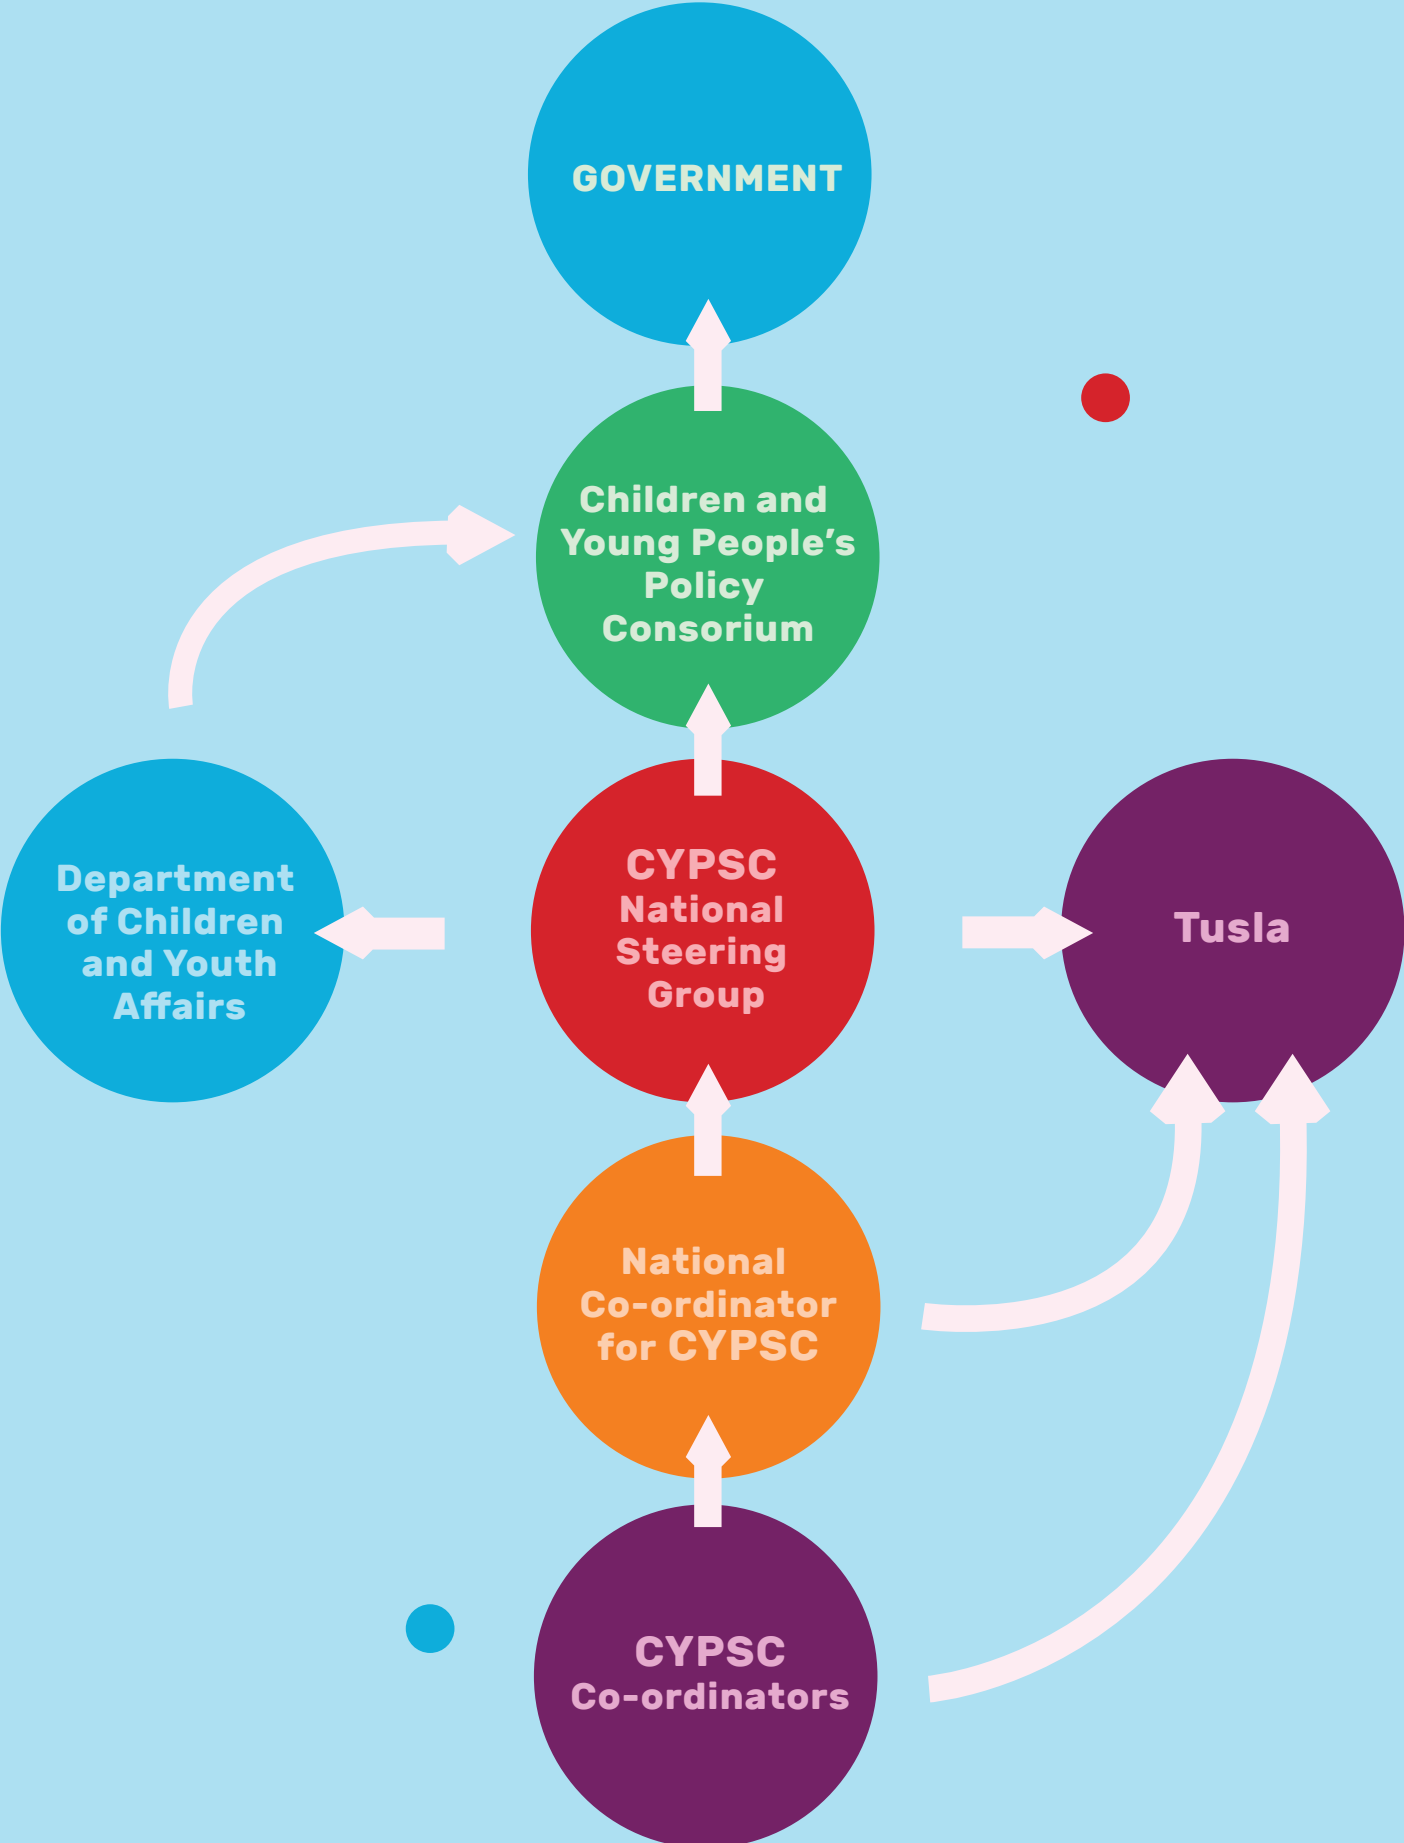 GOVERNMENT
Children and
Young People’s
Policy
Consorium
Department
of Children
and Youth
Affairs
CYPSC
National
Steering
Group
Tusla
National
Co-ordinator
for CYPSC
CYPSC
Co-ordinators